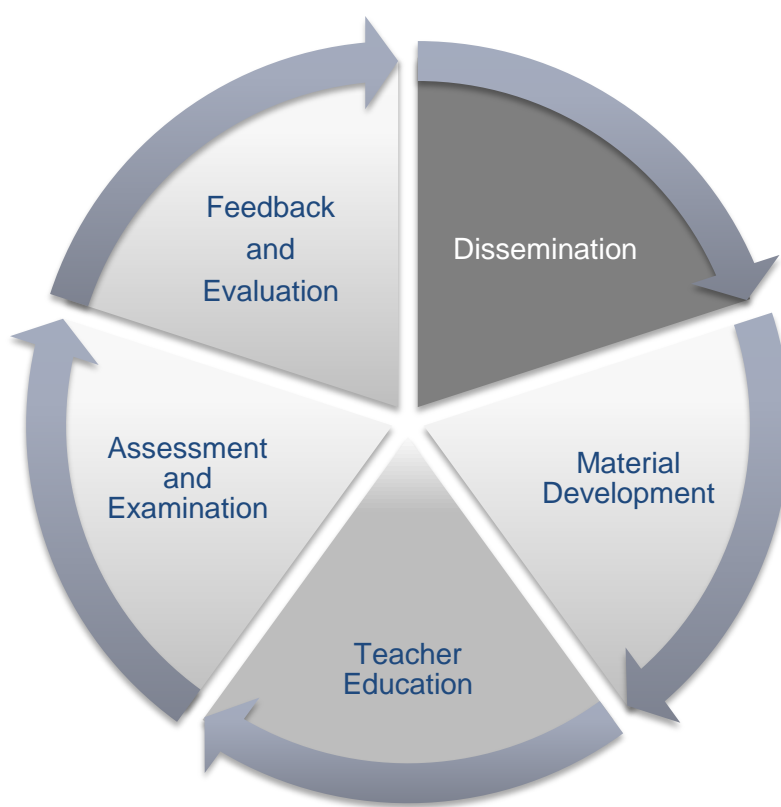 Dissemination
Material
Development
Teacher
Education
Assessment
and
Examination
Feedback
and
Evaluation